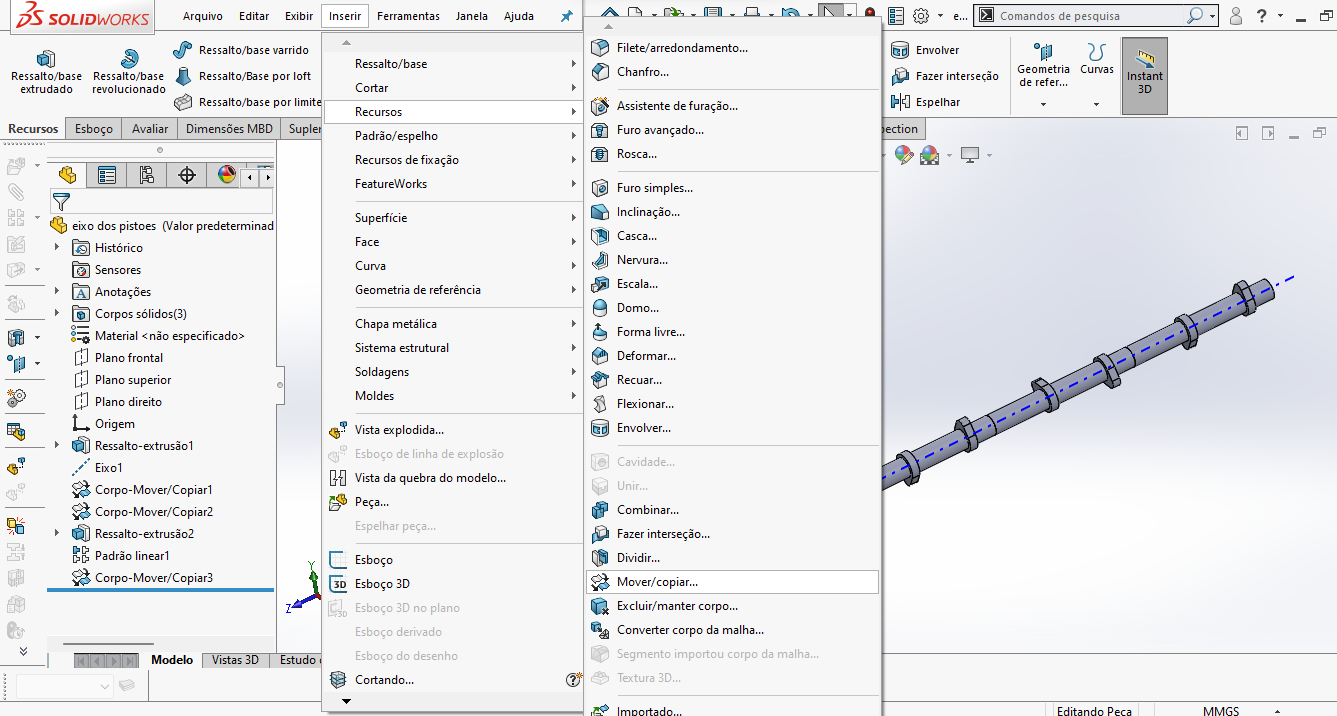 SOLIDWORKS
Arquivo Editar Exibir Inserir Ferramentas Janela Ajuda
e... Comandos de pesquisa ?
Ressalto/base extrudado
Ressalto/base revolucionado
Ressalto/base varrido
Ressalto/Base por loft
Ressalto/base por limite
Envolver
Fazer interseção
Espelhar
Geometria de refer...
Curvas
Instant 3D
Recursos Esboço Avaliar Dimensões MBD Supler
pection
eixo dos pistoes (Valor predeterminad
Histórico
Sensores
Anotações
Corpos sólidos(3)
Material <não especificado>
Plano frontal
Plano superior
Plano direito
Origem
Ressalto-extrusão1
Eixo1
Corpo-Mover/Copiar1
Corpo-Mover/Copiar2
Ressalto-extrusão2
Padrão linear1
Corpo-Mover/Copiar3
Modelo Vistas 3D Estudo
Y
Z
Ressalto/base
Cortar
Recursos
Padrão/espelho
Recursos de fixação
FeatureWorks
Superfície
Face
Curva
Geometria de referência
Chapa metálica
Sistema estrutural
Soldagens
Moldes
Vista explodida...
Esboço de linha de explosão
Vista da quebra do modelo...
Peça...
Espelhar peça...
Esboço
3D Esboço 3D
Esboço 3D no plano
Esboço derivado
Esboço do desenho
Cortando...
Filete/arredondamento...
Chanfro...
Assistente de furação...
Furo avançado...
Rosca...
Furo simples...
Inclinação...
Casca...
Nervura...
Escala...
Domo...
Forma livre...
Deformar...
Recuar...
Flexionar...
Envolver...
Cavidade...
Unir...
Combinar...
Fazer interseção...
Dividir...
Mover/copiar...
Excluir/manter corpo...
Converter corpo da malha...
Segmento importou corpo da malha...
Textura 3D...
Importado...
Editando Peça MMGS